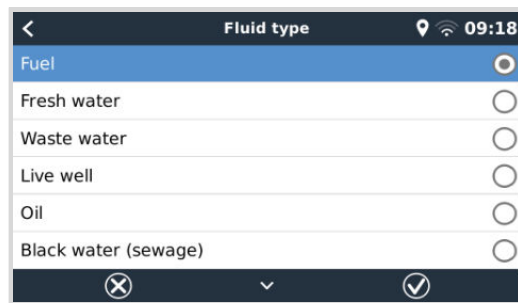 Fluid type 09:18
Fuel
Fresh water
Waste water
Live well
Oil
Black water (sewage)